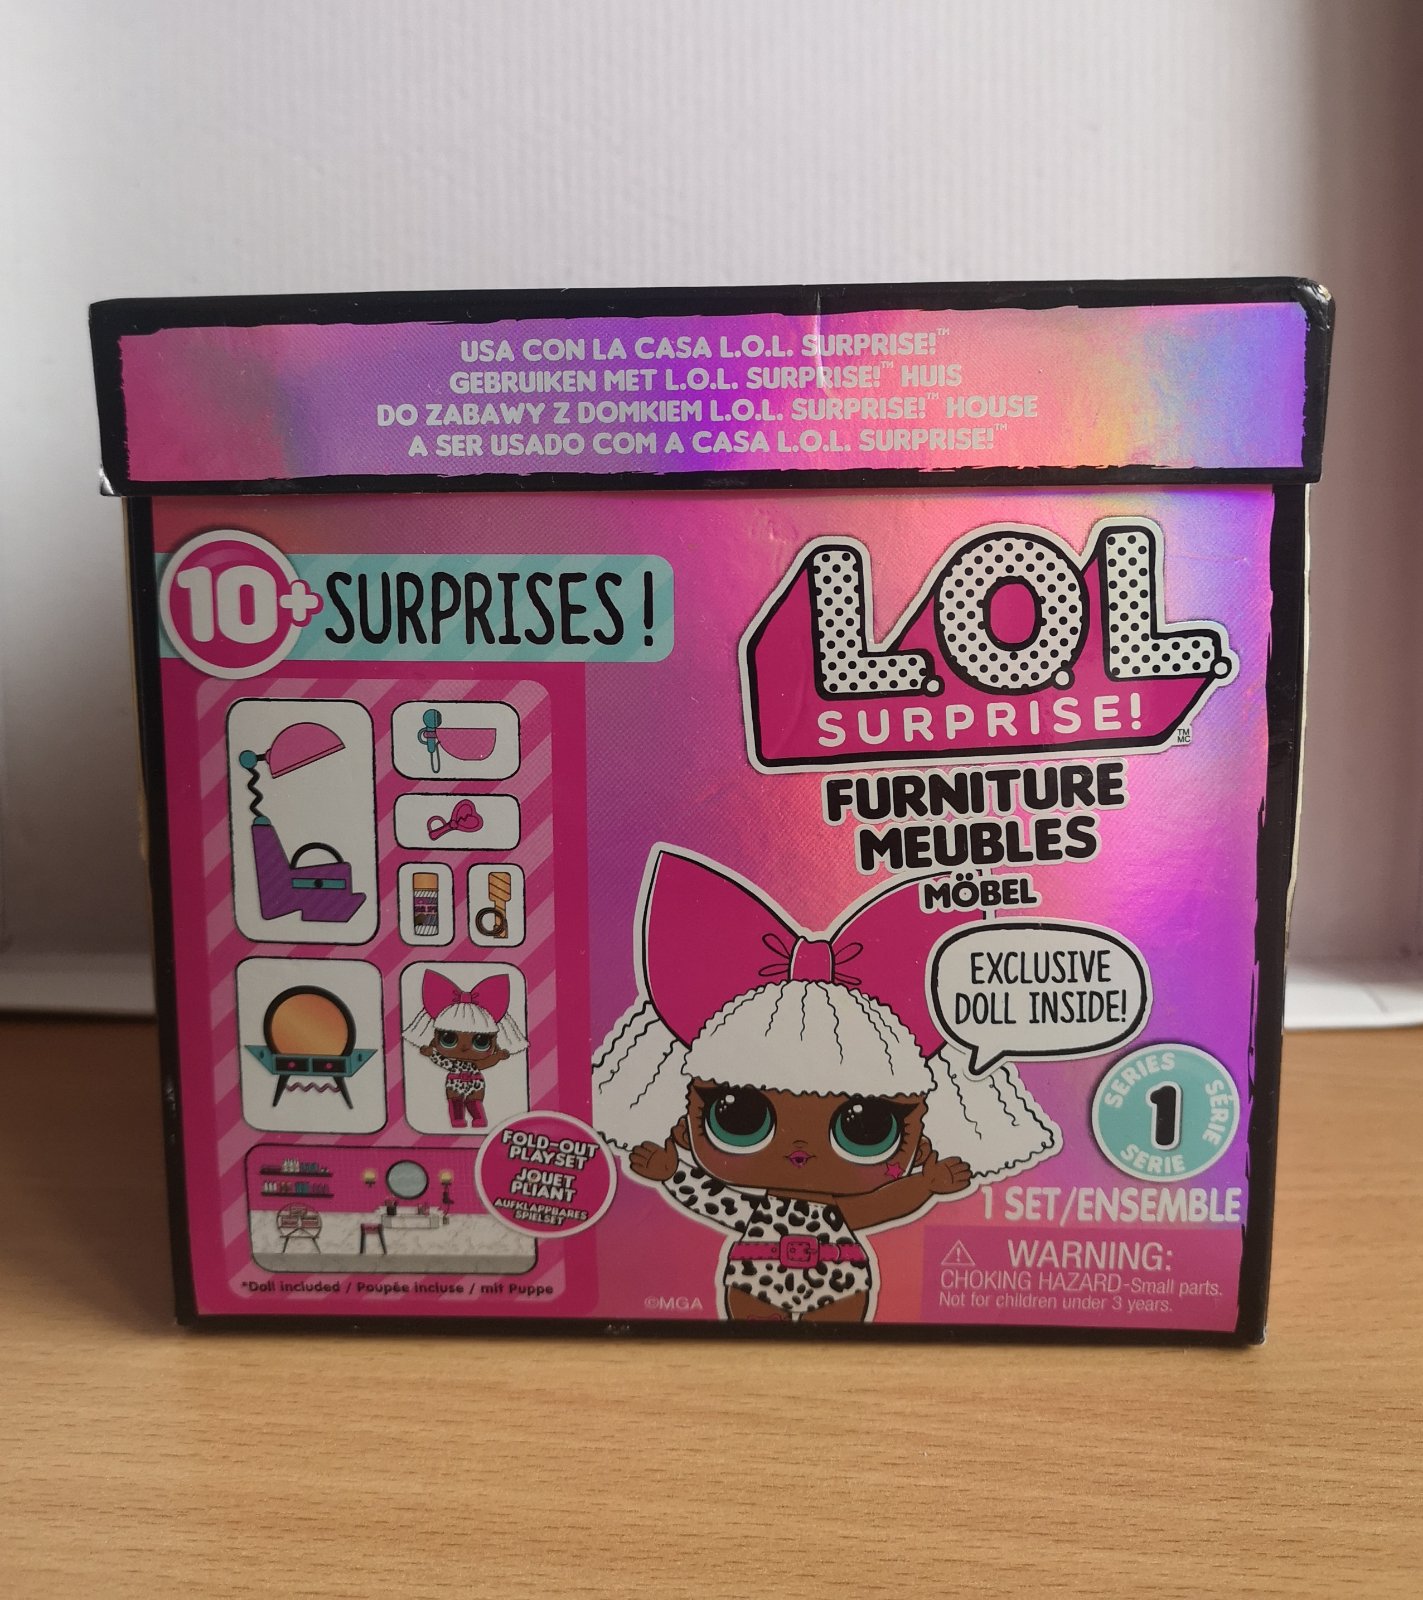 USA CON LA CASA L.O.L. SURPRISE!™
GEBRUIKEN MET L.O.L. SURPRISE!™ HUIS
DO ZABAWY Z DOMKIEM L.O.L. SURPRISE!™ HOUSE
A SER USADO COM A CASA L.O.L. SURPRISE!™
10+ SURPRISES!
L.O.L.
SURPRISE!
TM
MC
FURNITURE
MEUBLES
MÖBEL
EXCLUSIVE
DOLL INSIDE!
SERIES
SÉRIE
1
SERIE
FOLD-OUT
PLAYSET
JOUET
PLIANT
AUFKLAPPBARES
SPIELSET
1 SET/ENSEMBLE
*Doll included / Poupée incluse / mit Puppe
©MGA
WARNING:
CHOKING HAZARD-Small parts.
Not for children under 3 years.